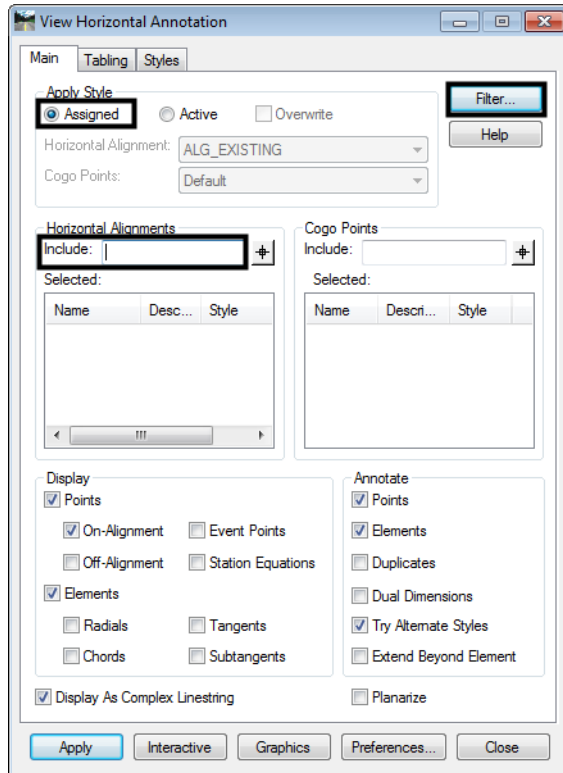 View Horizontal Annotation
Main Tabling Styles
Apply Style
Assigned Active Overwrite
Filter...
Help
Horizontal Alignment: ALG_EXISTING
Cogo Points: Default
Horizontal Alignments
Include:
Selected:
Name Desc... Style
Cogo Points
Include:
Selected:
Name Descri... Style
Display
Points
On-Alignment Event Points
Off-Alignment Station Equations
Elements
Radials Tangents
Chords Subtangents
Annotate
Points
Elements
Duplicates
Dual Dimensions
Try Alternate Styles
Extend Beyond Element
Display As Complex Linestring
Planarize
Apply Interactive Graphics Preferences... Close